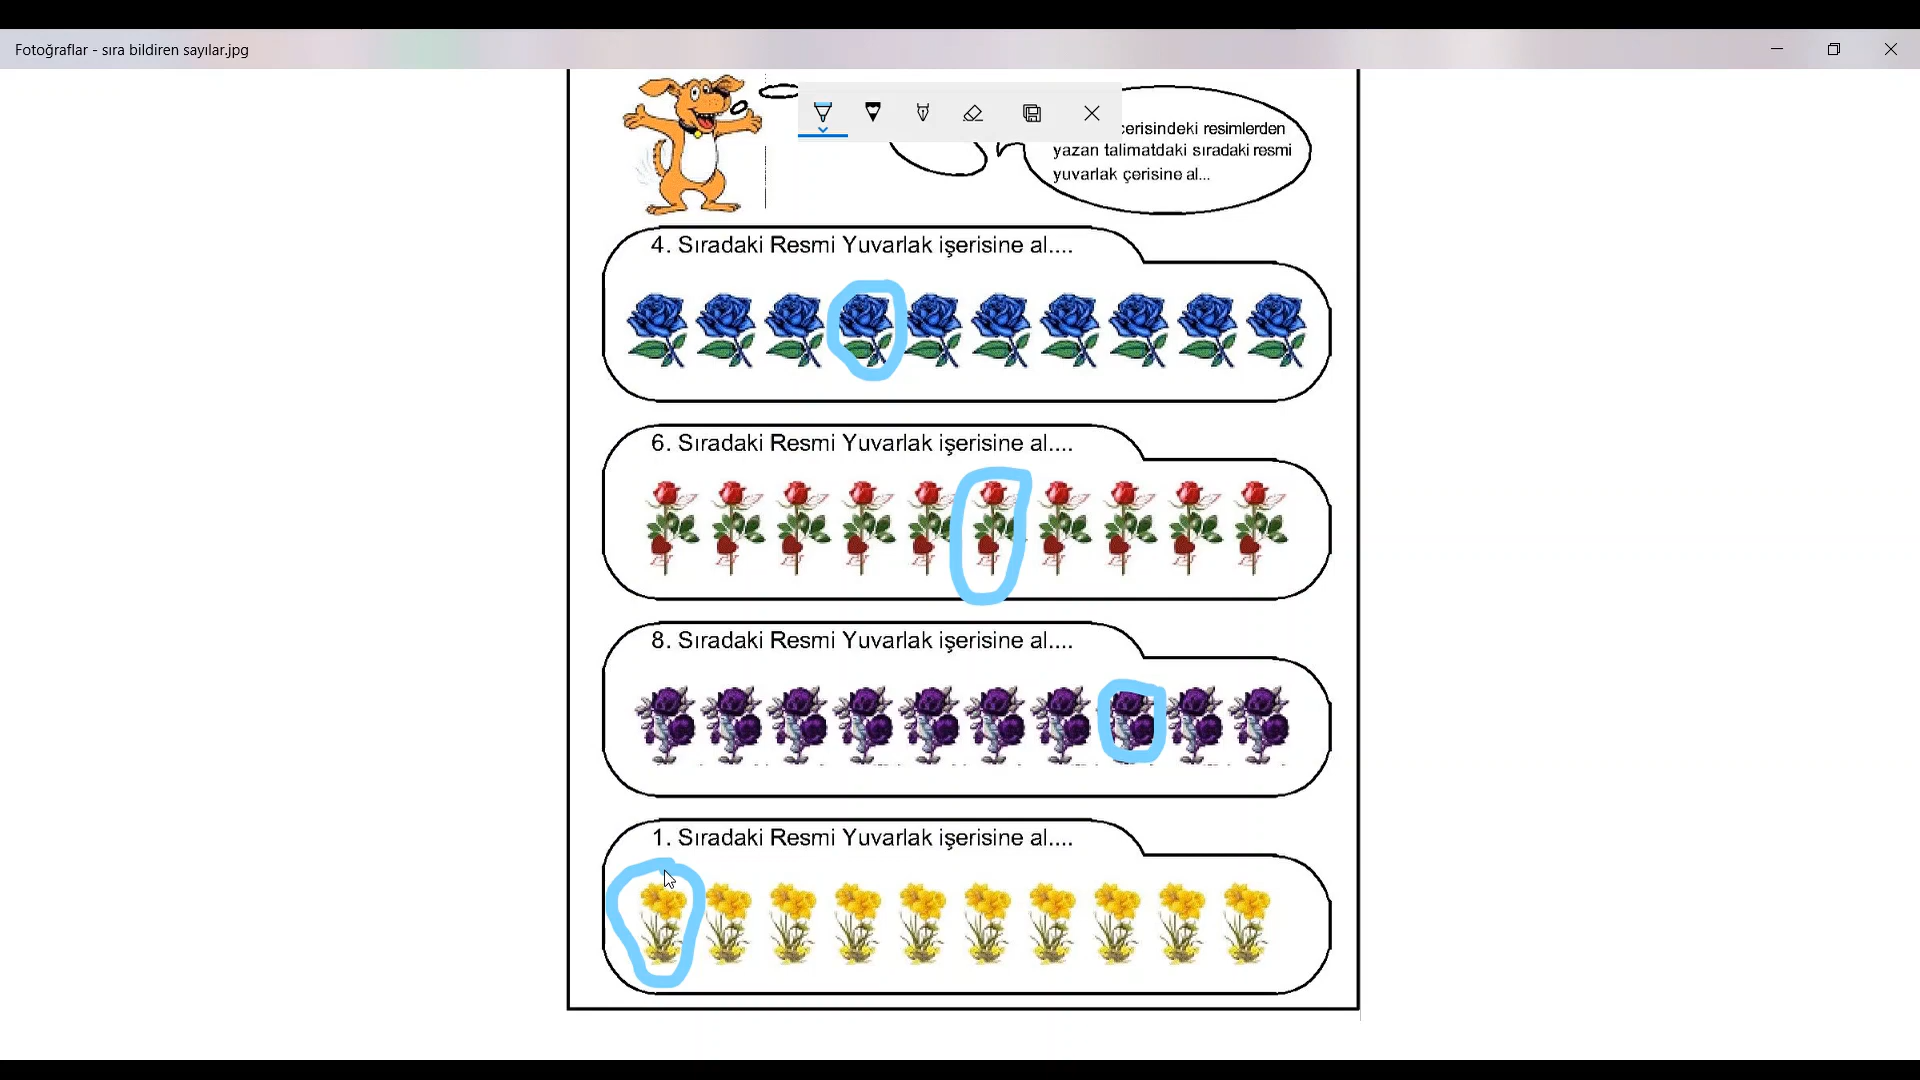 Fotoğraflar - sıra bildiren sayılar.jpg
çerisindeki resimlerden
yazan talimatdaki sıradaki resmi
yuvarlak çerisine al...
4. Sıradaki Resmi Yuvarlak işerisine al....
6. Sıradaki Resmi Yuvarlak işerisine al....
8. Sıradaki Resmi Yuvarlak işerisine al....
1. Sıradaki Resmi Yuvarlak işerisine al....